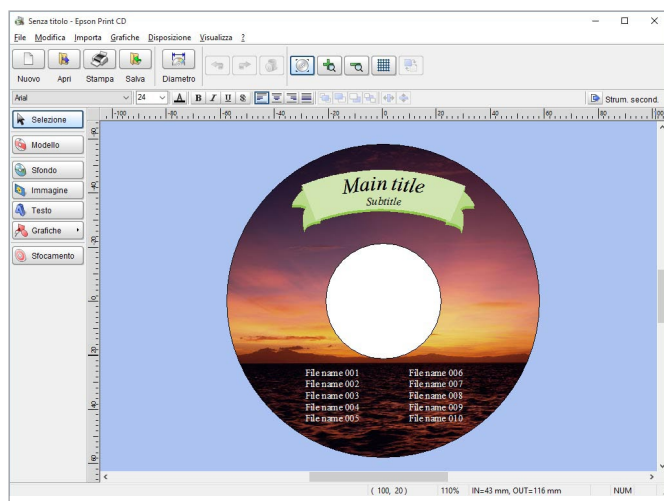 Senza titolo - Epson Print CD
File Modifica Importa Grafiche Disposizione Visualizza ?
Nuovo Apri Stampa Salva Diametro
Arial 24 A B I U S Strum. second.
Selezione
Modello
Sfondo
Immagine
Testo
Grafiche
Sfocamento
Main title
Subtitle
File name 001 File name 006
File name 002 File name 007
File name 003 File name 008
File name 004 File name 009
File name 005 File name 010
( 100, 20 ) 110% IN=43 mm, OUT=116 mm NUM